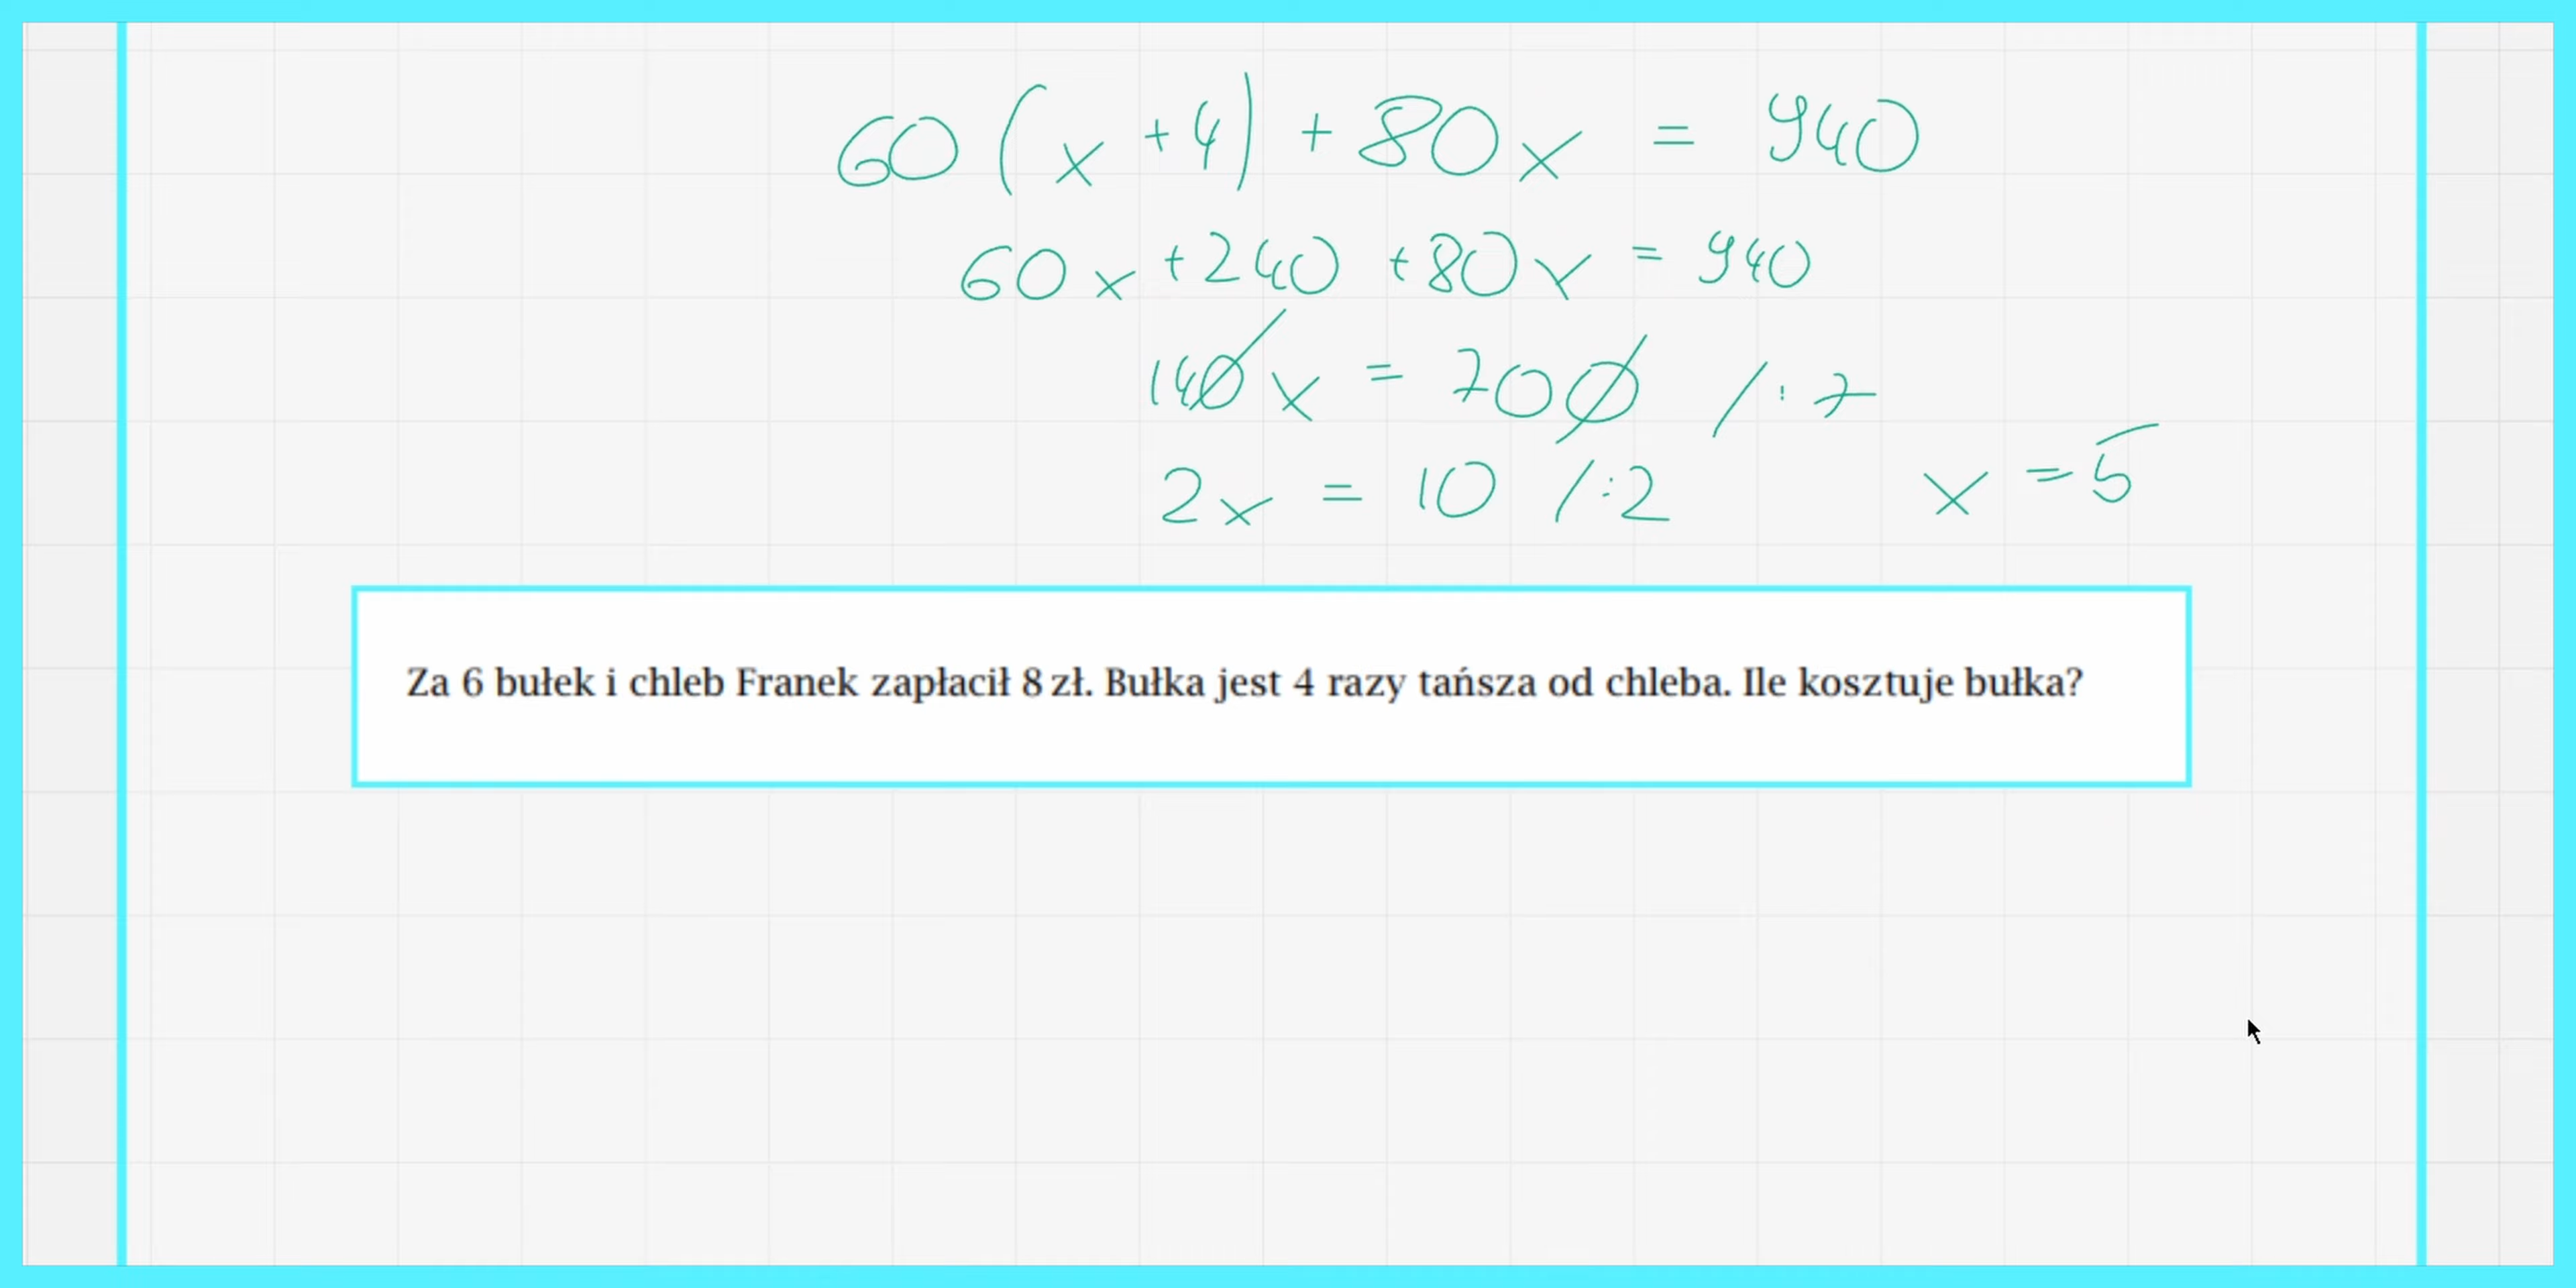 60(x+4) + 80x = 940
60x +240 +80x = 940
140x = 700 /:7
2x = 10 /:2 x = 5
Za 6 bułek i chleb Franek zapłacił 8 zł. Bułka jest 4 razy tańsza od chleba. Ile kosztuje bułka?